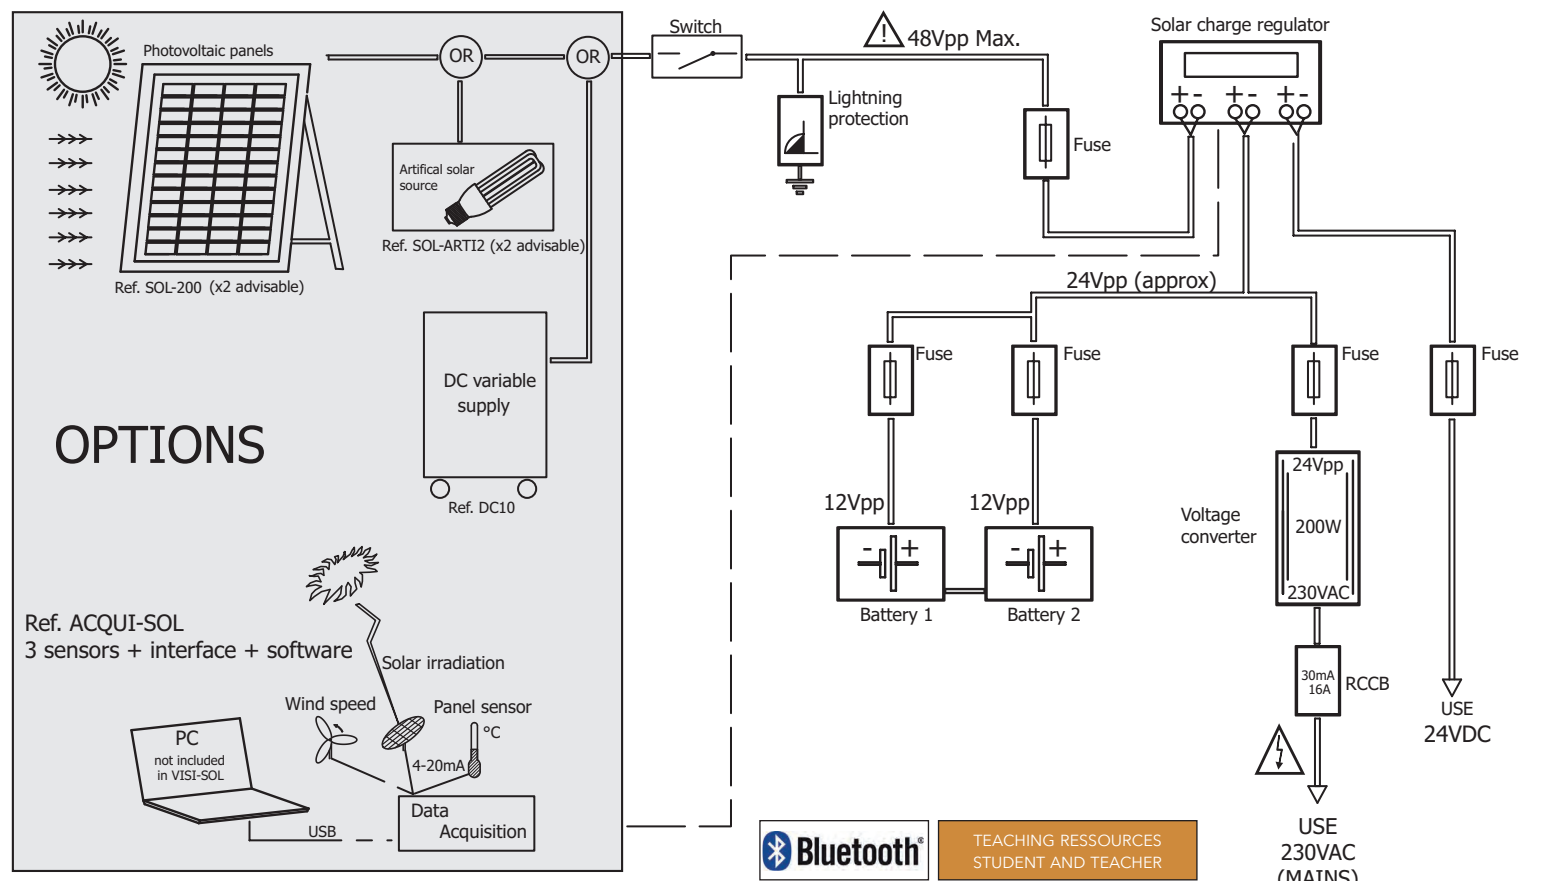 Photovoltaic panels
OR
OR
Switch
48Vpp Max.
Solar charge regulator
+ - + - + -
Lightning
protection
Fuse
Artifical solar
source
Ref. SOL-ARTI2 (x2 advisable)
Ref. SOL-200 (x2 advisable)
24Vpp (approx)
DC variable
supply
Ref. DC10
OPTIONS
Fuse
Fuse
Fuse
Fuse
12Vpp
12Vpp
- +
- +
Battery 1
Battery 2
Voltage
converter
24Vpp
200W
230VAC
30mA
16A
RCCB
USE
24VDC
USE
230VAC
(MAINS)
Ref. ACQUI-SOL
3 sensors + interface + software
Solar irradiation
Wind speed
Panel sensor
°C
4-20mA
PC
not included
in VISI-SOL
USB
Data
Acquisition
Bluetooth®
TEACHING RESSOURCES
STUDENT AND TEACHER